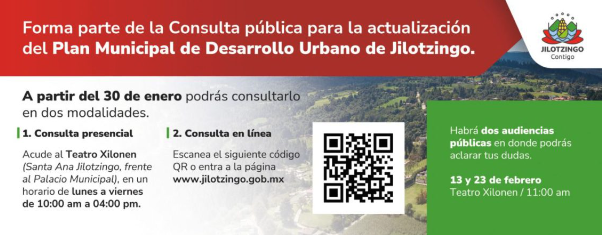 Forma parte de la Consulta pública para la actualización
del Plan Municipal de Desarrollo Urbano de Jilotzingo.
JILOTZINGO
Contigo
A partir del 30 de enero podrás consultarlo
en dos modalidades.
1. Consulta presencial
Acude al Teatro Xilonen
(Santa Ana Jilotzingo, frente
al Palacio Municipal), en un
horario de lunes a viernes
de 10:00 am a 04:00 pm.
2. Consulta en línea
Escanea el siguiente código
QR o entra a la página
www.jilotzingo.gob.mx
Habrá dos audiencias
públicas en donde podrás
aclarar tus dudas.
13 y 23 de febrero
Teatro Xilonen / 11:00 am